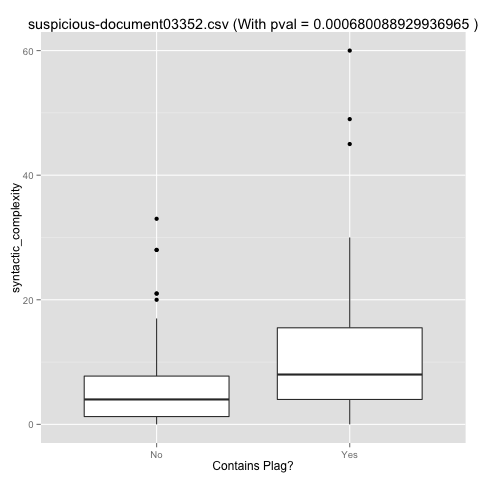 suspicious-document03352.csv (With pval = 0.000680088929936965 )
60
40
20
0
syntactic_complexity
No Yes
Contains Plag?